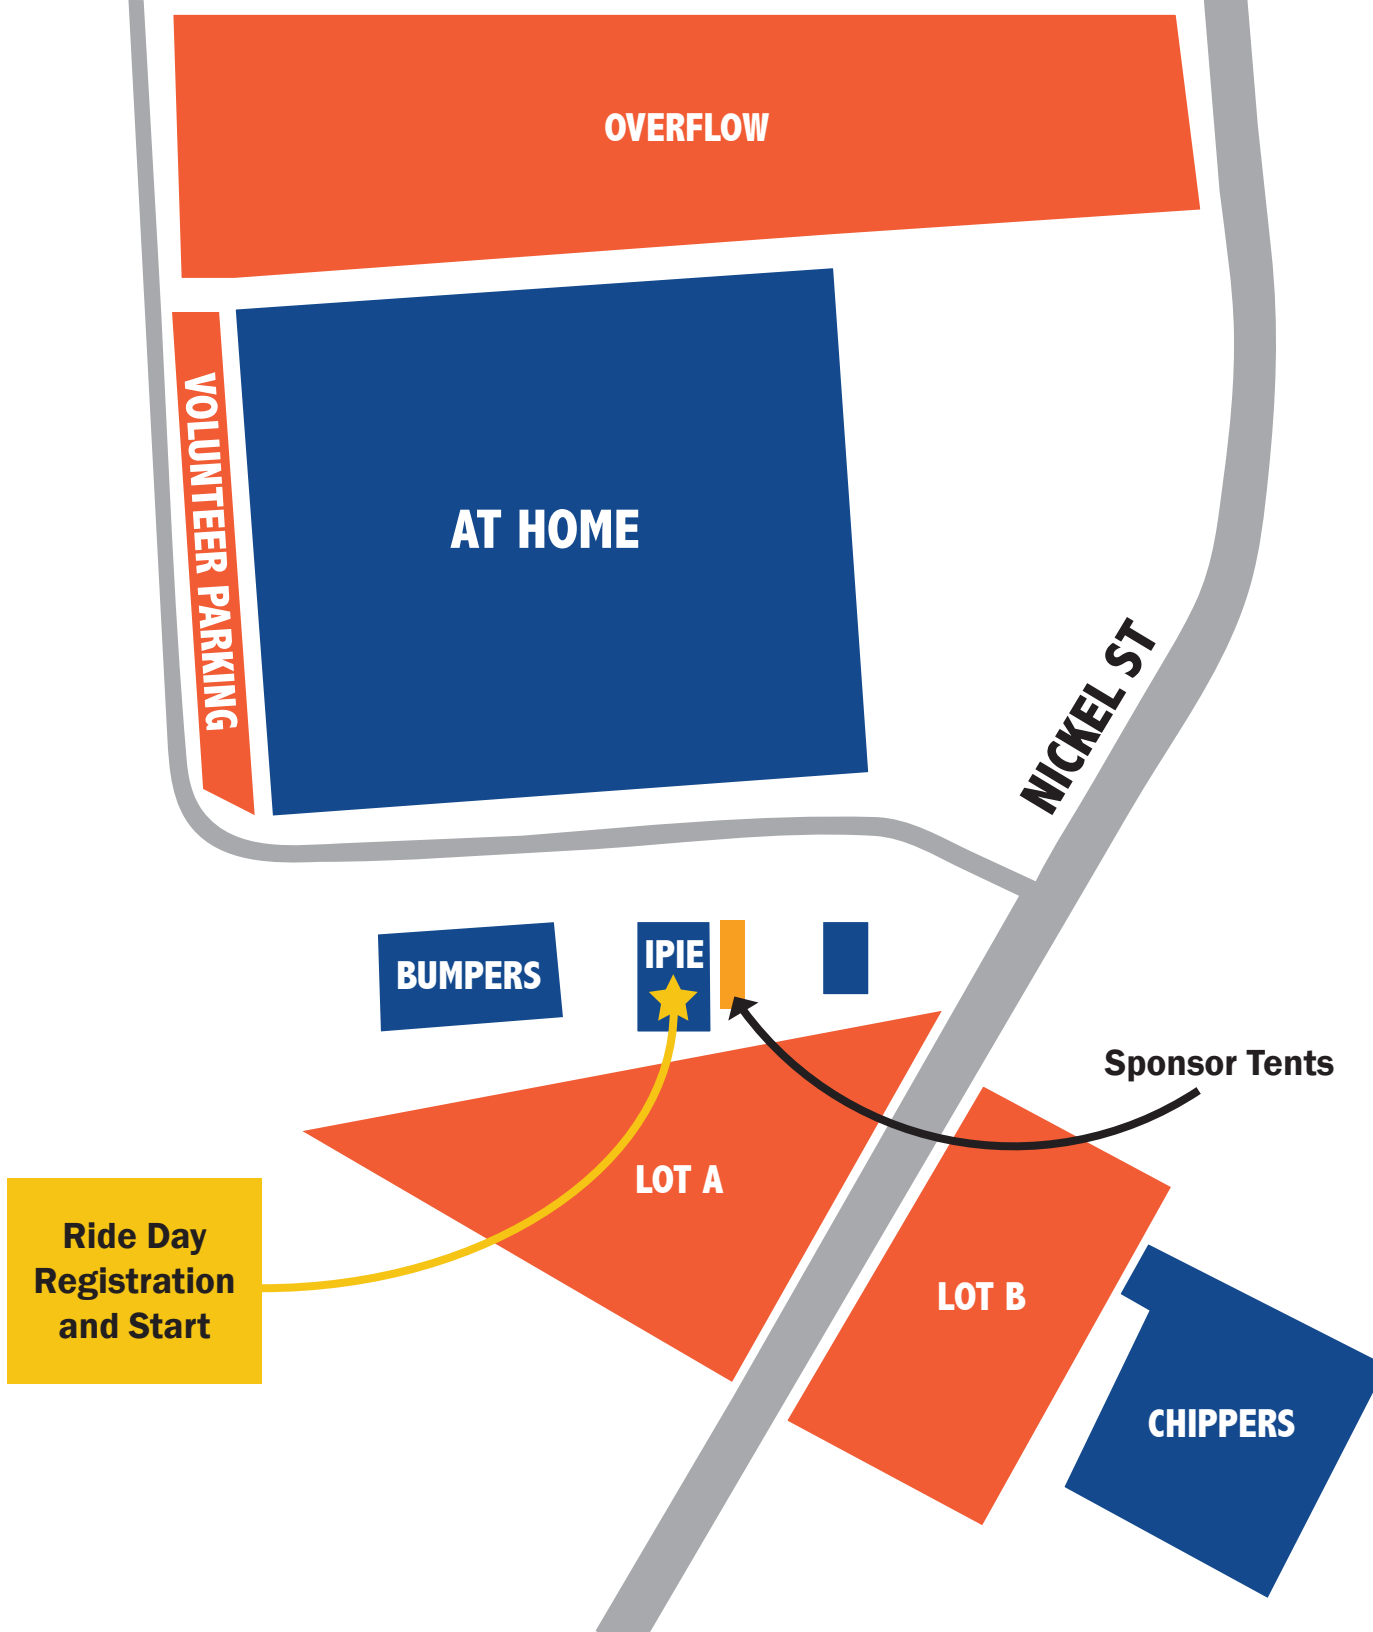 OVERFLOW
VOLUNTEER PARKING
AT HOME
NICKEL ST
BUMPERS
IPIE
Sponsor Tents
LOT A
Ride Day
Registration
and Start
LOT B
CHIPPERS